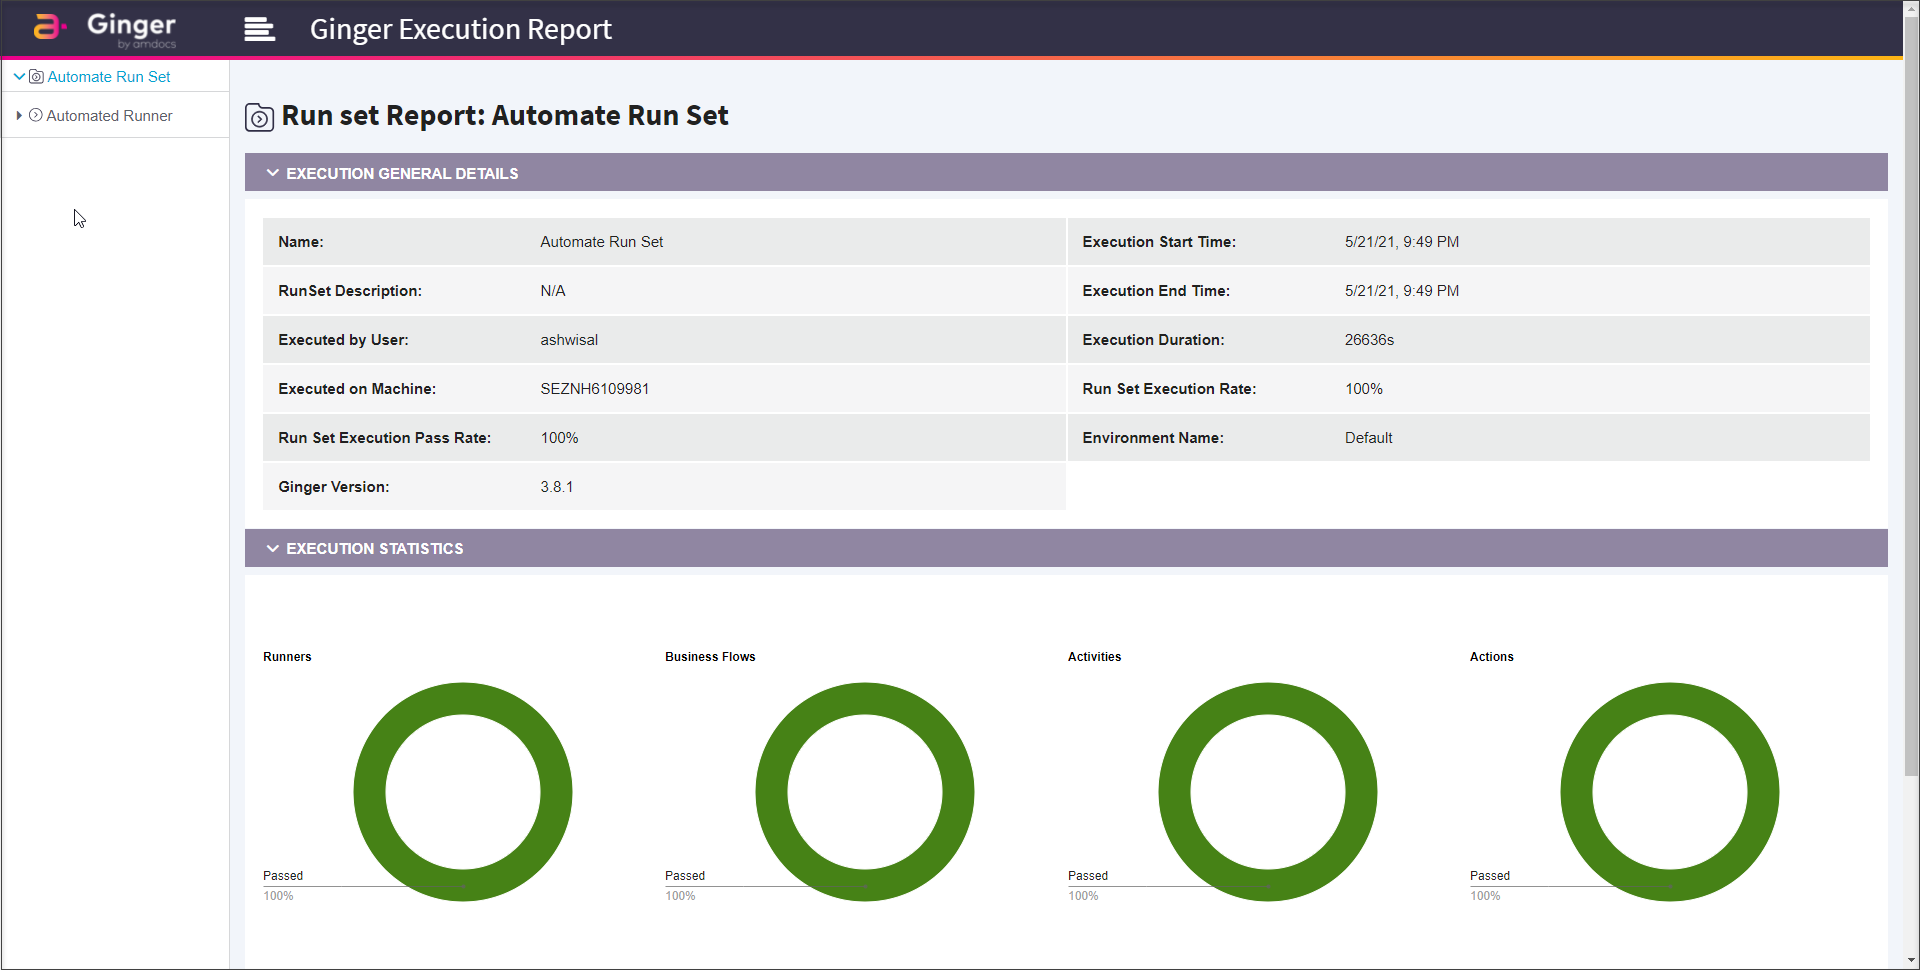 Ginger
by amdocs
Ginger Execution Report
Automate Run Set
Automated Runner
Run set Report: Automate Run Set
EXECUTION GENERAL DETAILS
Name: Automate Run Set Execution Start Time: 5/21/21, 9:49 PM
RunSet Description: N/A Execution End Time: 5/21/21, 9:49 PM
Executed by User: ashwisal Execution Duration: 26636s
Executed on Machine: SEZNH6109981 Run Set Execution Rate: 100%
Run Set Execution Pass Rate: 100% Environment Name: Default
Ginger Version: 3.8.1
EXECUTION STATISTICS
Runners Business Flows Activities Actions
Passed Passed Passed Passed
100% 100% 100% 100%